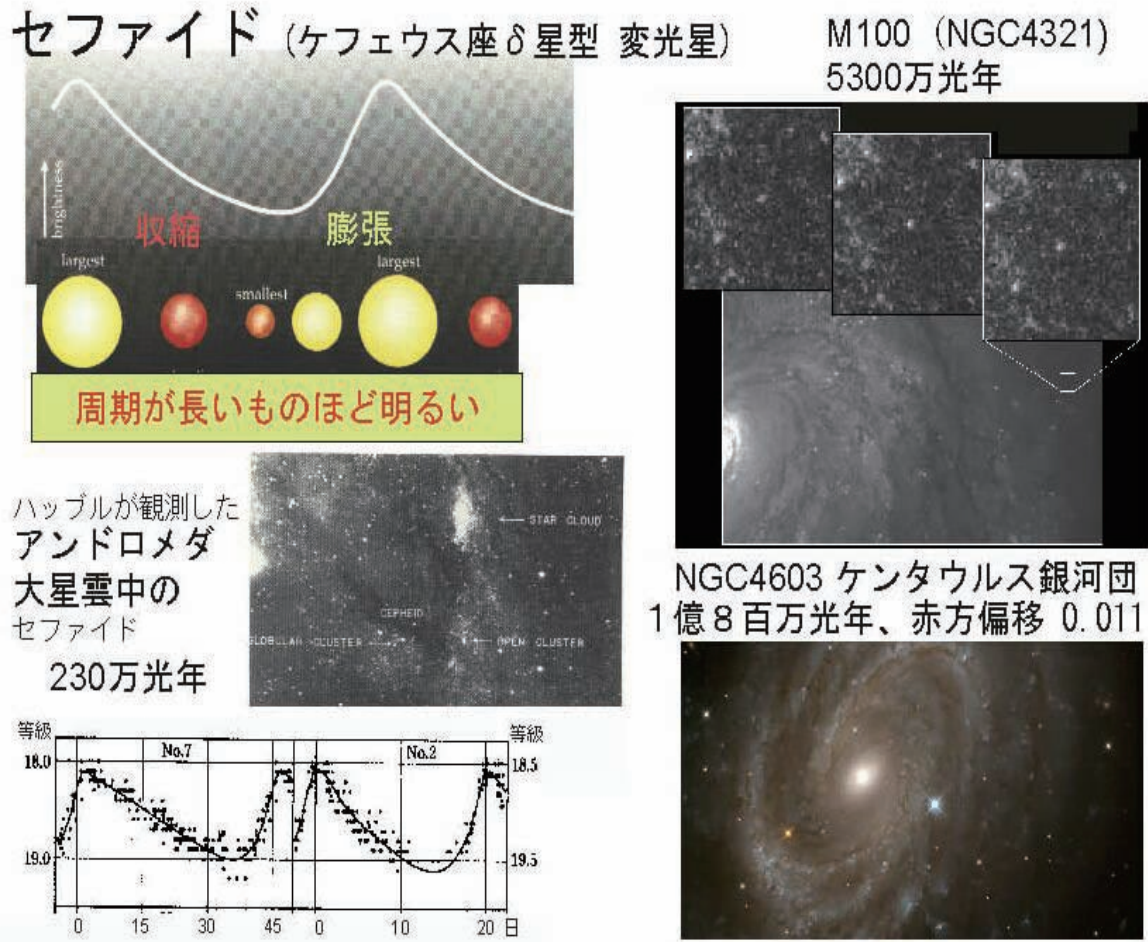 セファイド (ケフェウス座δ星型 変光星)
brightness
収縮
膨張
largest
smallest
largest
周期が長いものほど明るい
ハッブルが観測した
アンドロメダ
大星雲中の
セファイド
230万光年
STAR CLOUD
CEPHEID
GLOBULAR CLUSTER
OPEN CLUSTER
等級
等級
No.7
No.2
18.0
18.5
19.0
19.5
0 15 30 45 0 10 20 日
M100 (NGC4321)
5300万光年
NGC4603 ケンタウルス銀河団
1億8百万光年、赤方偏移 0.011